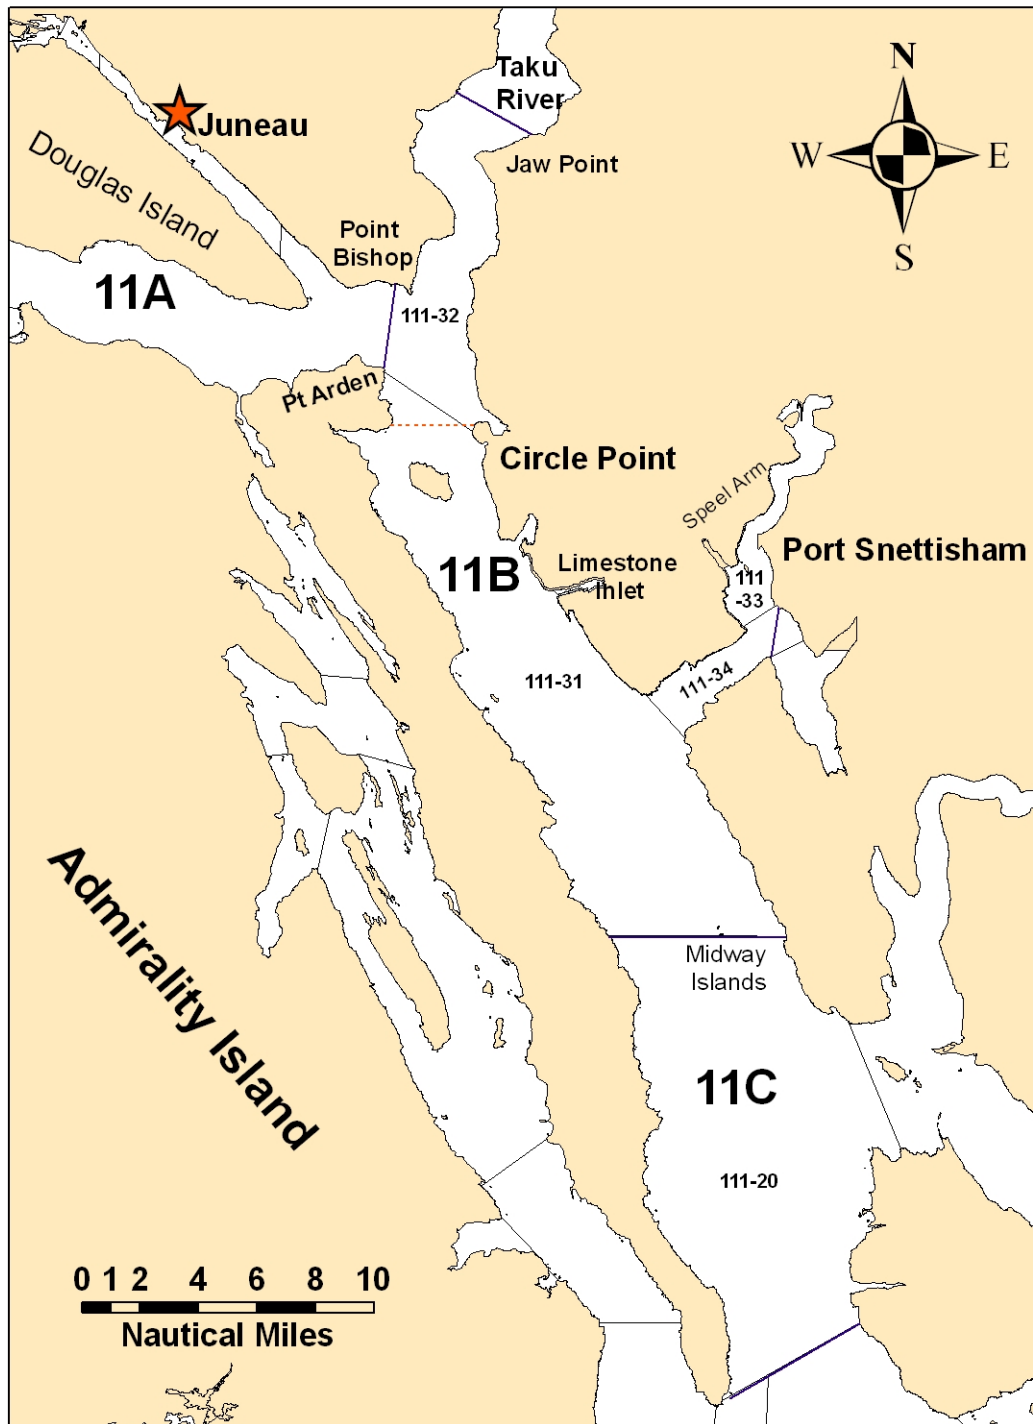 N
Taku
River
Juneau
W
E
Jaw Point
Douglas Island
Point
Bishop
S
11A
111-32
Pt Arden
Circle Point
Speel Arm
Port Snettisham
11B
Limestone
Inlet
111
-33
111-31
111-34
Admirality Island
Midway
Islands
11C
111-20
0 1 2 4 6 8 10
Nautical Miles